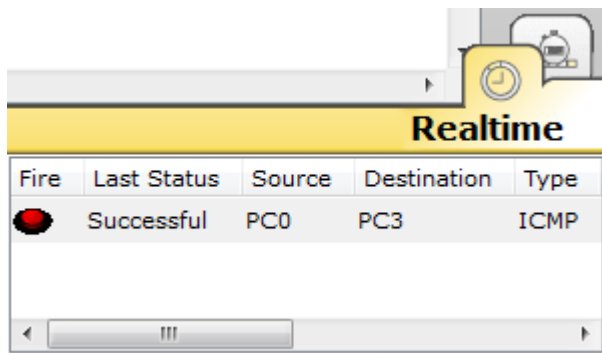 Realtime
Fire Last Status Source Destination Type
Successful PC0 PC3 ICMP